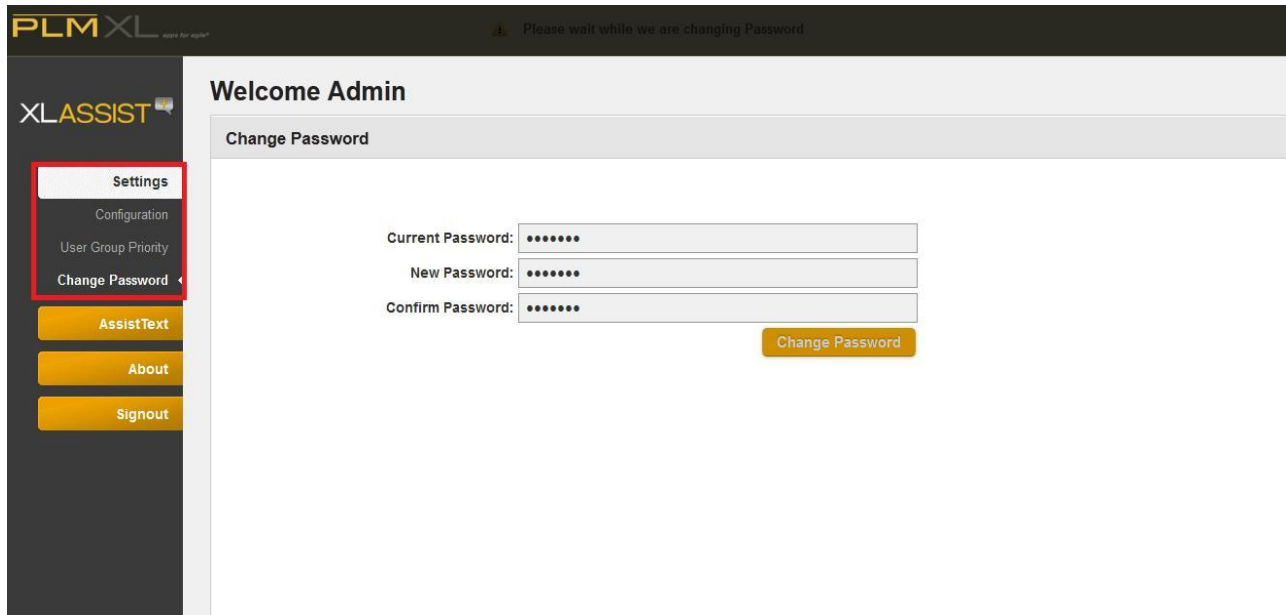 PLMXL apps for agile®
Please wait while we are changing Password
XLASSIST
Welcome Admin
Change Password
Settings
Configuration
User Group Priority
Change Password
AssistText
About
Signout
Current Password: •••••••
New Password: •••••••
Confirm Password: •••••••
Change Password